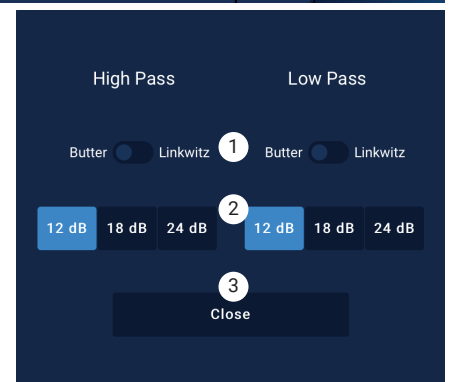 High Pass Low Pass
Butter Linkwitz 1 Butter Linkwitz
2
12 dB 18 dB 24 dB 12 dB 18 dB 24 dB
3
Close